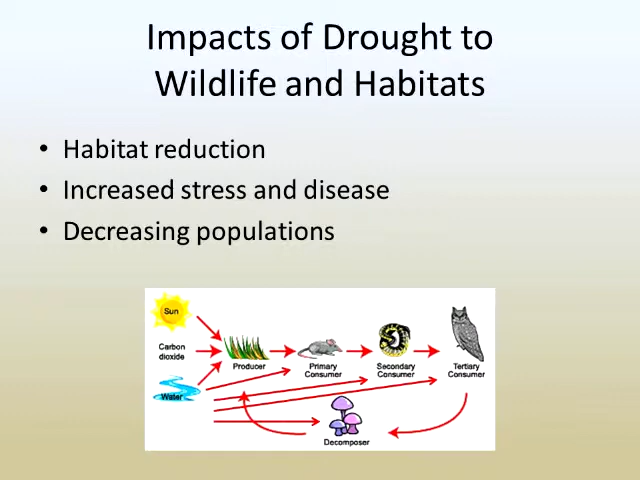 Impacts of Drought to
Wildlife and Habitats
• Habitat reduction
• Increased stress and disease
• Decreasing populations
Sun
Carbon
dioxide
Water
Producer
Primary
Consumer
Secondary
Consumer
Tertiary
Consumer
Decomposer